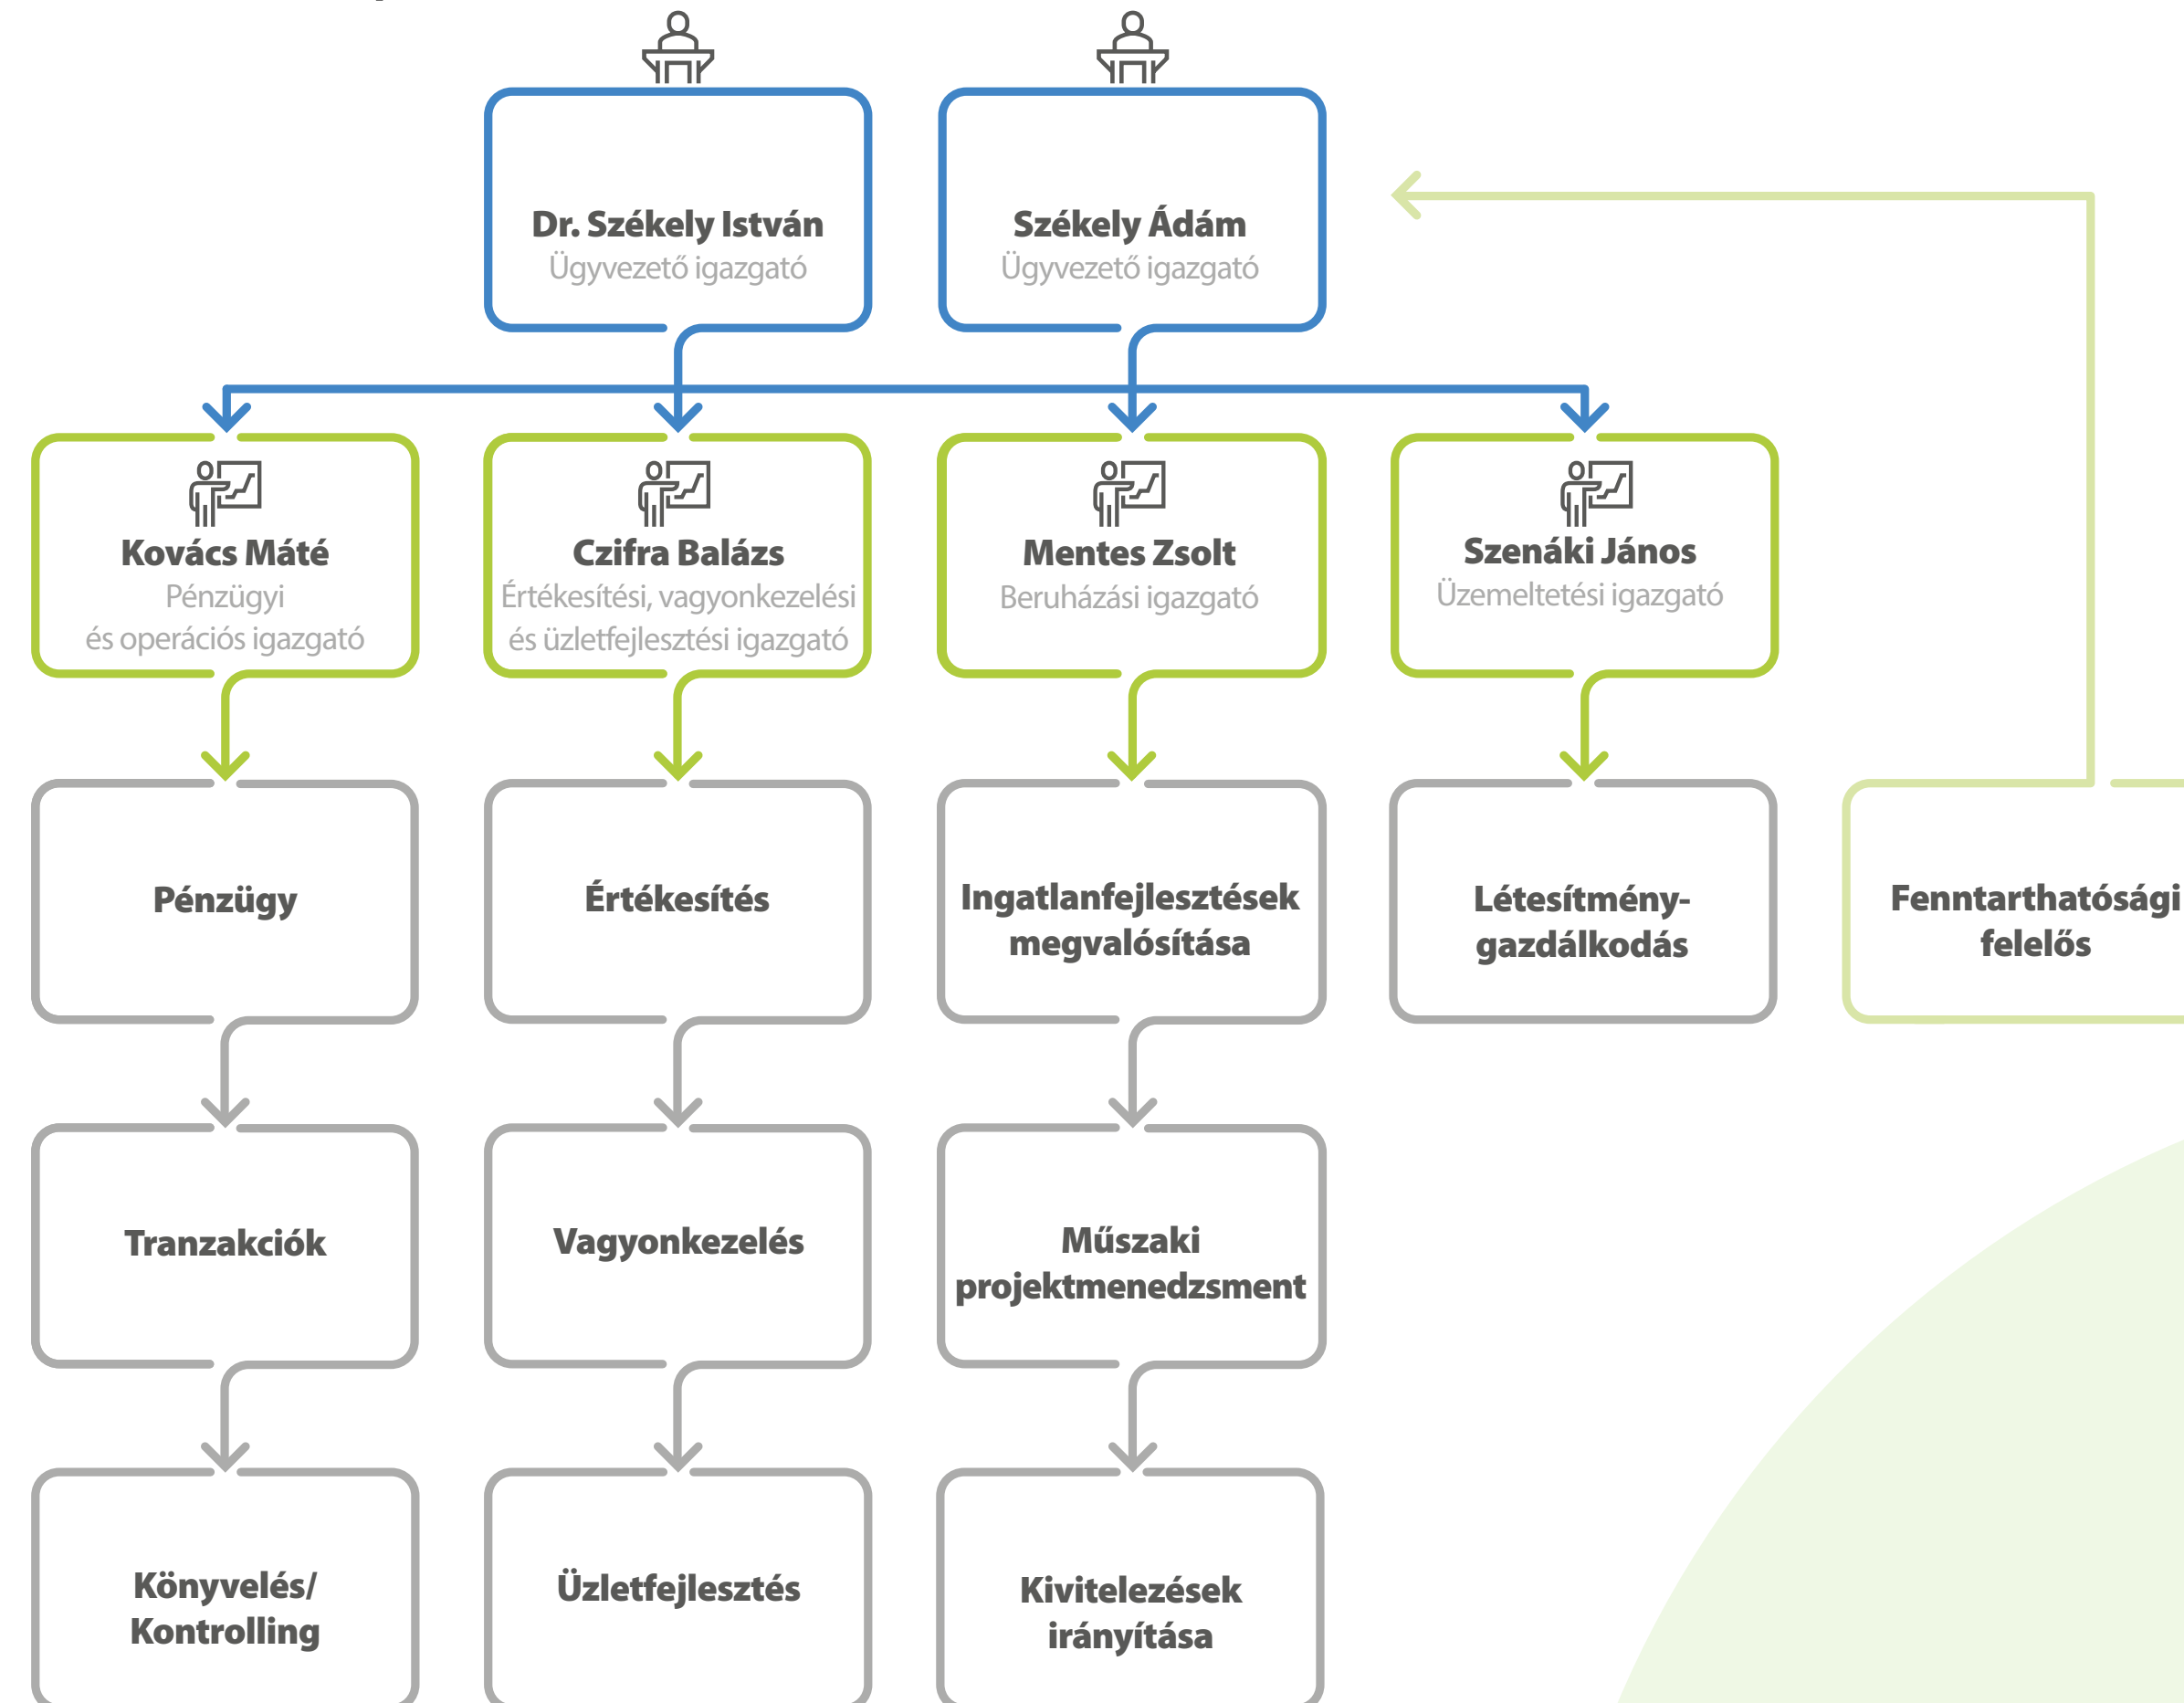 Dr. Székely István
Ügyvezető igazgató
Székely Ádám
Ügyvezető igazgató
Kovács Máté
Pénzügyi
és operációs igazgató
Czifra Balázs
Értékesítési, vagyonkezelési
és üzletfejlesztési igazgató
Mentes Zsolt
Beruházási igazgató
Szenáki János
Üzemeltetési igazgató
Pénzügy
Értékesítés
Ingatlanfejlesztések
megvalósítása
Létesítmény-
gazdálkodás
Fenntarthatósági
felelős
Tranzakciók
Vagyonkezelés
Műszaki
projektmenedzsment
Könyvelés/
Kontrolling
Üzletfejlesztés
Kivitelezések
irányítása